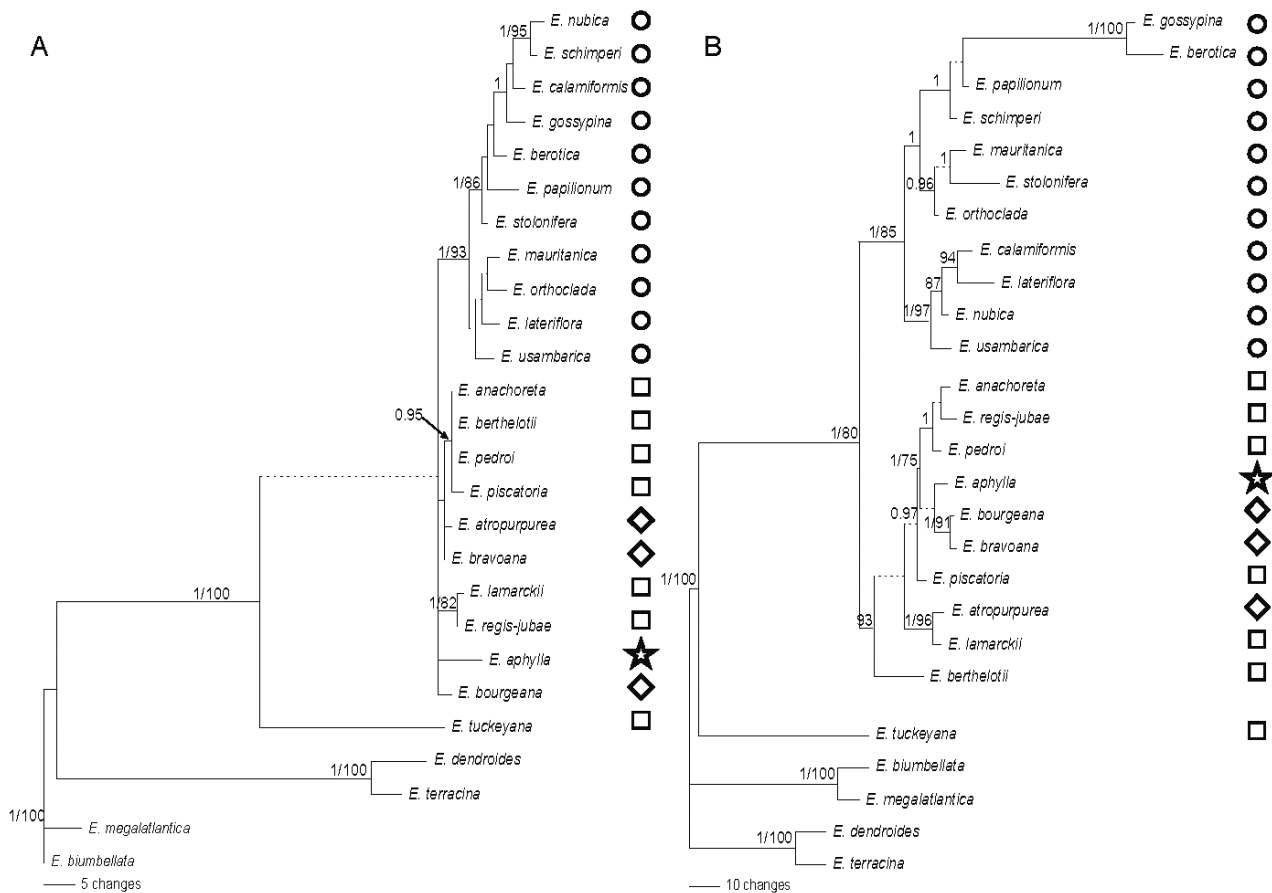 A
1/95
E. nubica
E. schimperi
E. calamiformis
1
E. gossypina
E. berotica
1/86
E. papilionum
E. stolonifera
1/93
E. mauritanica
E. orthoclada
E. lateriflora
E. usambarica
E. anachoreta
0.95
E. berthelotii
E. pedroi
E. piscatoria
E. atropurpurea
E. bravoana
1/100
E. lamarckii
1/82
E. regis-jubae
E. aphylla
E. bourgeana
E. tuckeyana
E. dendroides
1/100
E. terracina
1/100
E. megalatlantica
E. biumbellata
5 changes
B
1/100
E. gossypina
E. berotica
1
E. papilionum
E. schimperi
1
E. mauritanica
1
0.96
E. stolonifera
E. orthoclada
1/85
E. calamiformis
94
87
E. lateriflora
1/97
E. nubica
E. usambarica
E. anachoreta
1
E. regis-jubae
1/80
E. pedroi
1/75
E. aphylla
0.97
E. bourgeana
1/91
E. bravoana
1/100
E. piscatoria
E. atropurpurea
93
1/96
E. lamarckii
E. berthelotii
E. tuckeyana
E. biumbellata
1/100
E. megalatlantica
E. dendroides
1/100
E. terracina
10 changes